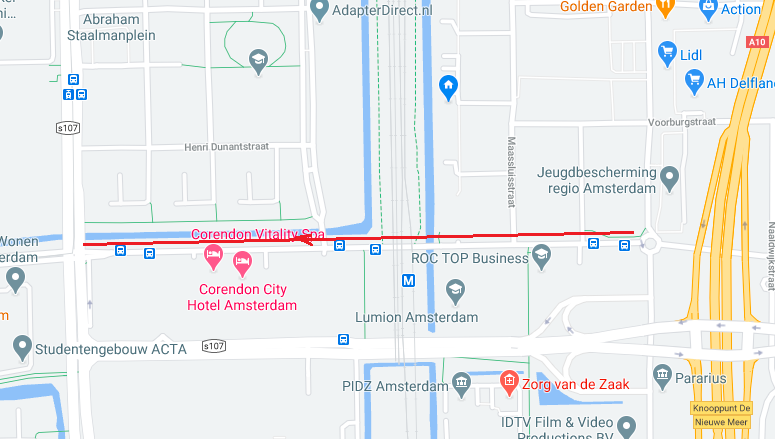 AdapterDirect.nl
Golden Garden
Action
Abraham
Staalmanplein
A10
Lidl
AH Delflan
s107
Voorburgstraat
Henri Dunantstraat
Maassluisstraat
Jeugdbescherming
regio Amsterdam
Corendon Vitality Spa
Wonen
erdam
ROC TOP Business
Naaldwijkstraat
Corendon City
Hotel Amsterdam
M
m
Lumion Amsterdam
s107
Studentengebouw ACTA
PIDZ Amsterdam
Zorg van de Zaak
Pararius
Knooppunt De
Nieuwe Meer
IDTV Film & Video
Productions BV